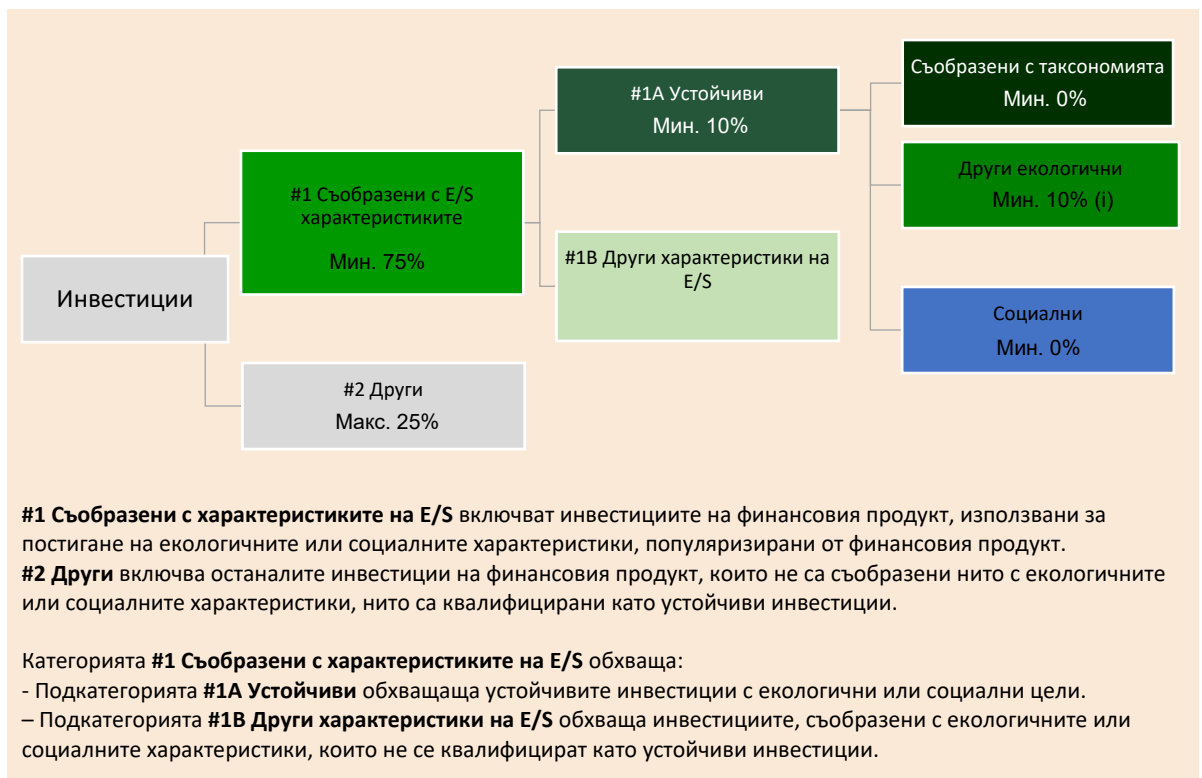 Инвестиции
#1 Съобразени с E/S
характеристиките
Мин. 75%
#2 Други
Макс. 25%
#1A Устойчиви
Мин. 10%
#1B Други характеристики на
E/S
Съобразени с таксономията
Мин. 0%
Други екологични
Мин. 10% (i)
Социални
Мин. 0%
#1 Съобразени с характеристиките на E/S включват инвестициите на финансовия продукт, използвани за
постигане на екологичните или социалните характеристики, популяризирани от финансовия продукт.
#2 Други включва останалите инвестиции на финансовия продукт, които не са съобразени нито с екологичните
или социалните характеристики, нито са квалифицирани като устойчиви инвестиции.
Категорията #1 Съобразени с характеристиките на E/S обхваща:
- Подкатегорията #1A Устойчиви обхващаща устойчивите инвестиции с екологични или социални цели.
– Подкатегорията #1B Други характеристики на E/S обхваща инвестициите, съобразени с екологичните или
социалните характеристики, които не се квалифицират като устойчиви инвестиции.